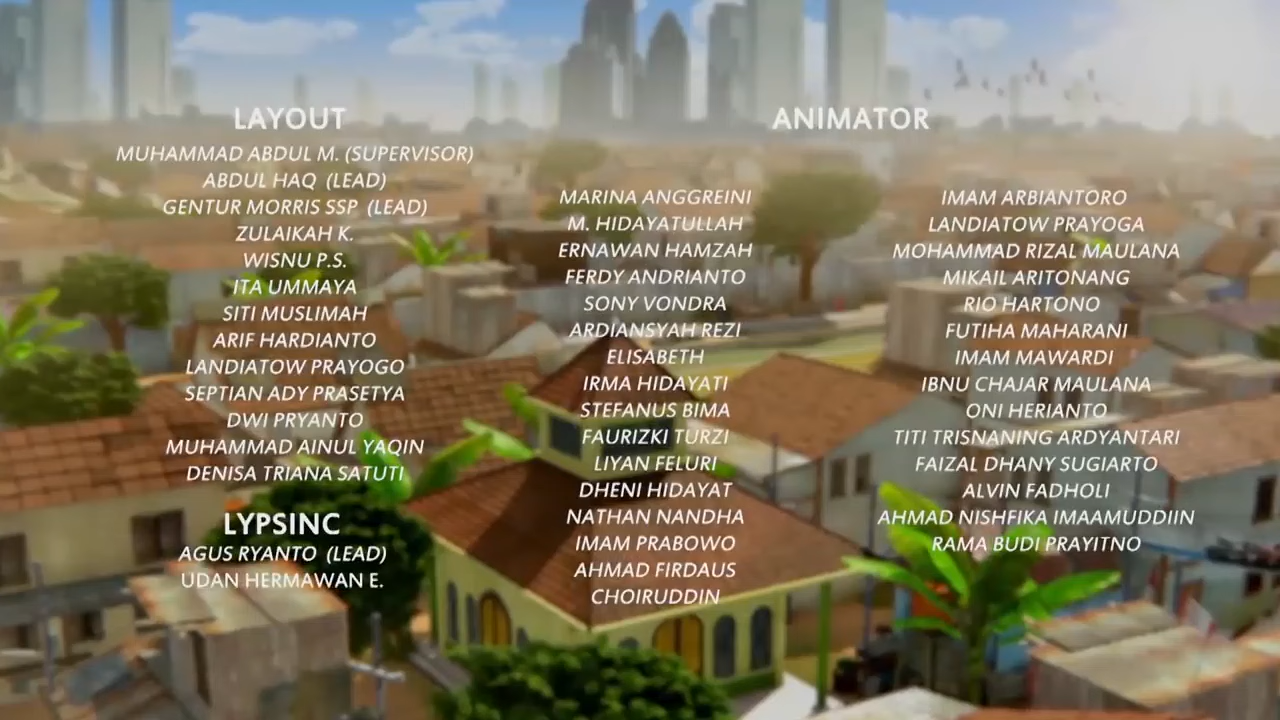 LAYOUT
MUHAMMAD ABDUL M. (SUPERVISOR)
ABDUL HAQ (LEAD)
GENTUR MORRIS SSP (LEAD)
ZULAIKAH K.
WISNU P.S.
ITA UMMAYA
SITI MUSLIMAH
ARIF HARDIANTO
LANDIATOW PRAYOGO
SEPTIAN ADY PRASETYA
DWI PRYANTO
MUHAMMAD AINUL YAQIN
DENISA TRIANA SATUTI
LYPSINC
AGUS RYANTO (LEAD)
UDAN HERMAWAN E.
ANIMATOR
MARINA ANGGREINI
M. HIDAYATULLAH
ERNAWAN HAMZAH
FERDY ANDRIANTO
SONY VONDRA
ARDIANSYAH REZI
ELISABETH
IRMA HIDAYATI
STEFANUS BIMA
FAURIZKI TURZI
LIYAN FELURI
DHENI HIDAYAT
NATHAN NANDHA
IMAM PRABOWO
AHMAD FIRDAUS
CHOIRUDDIN
IMAM ARBIANTORO
LANDIATOW PRAYOGA
MOHAMMAD RIZAL MAULANA
MIKAIL ARITONANG
RIO HARTONO
FUTIHA MAHARANI
IMAM MAWARDI
IBNU CHAJAR MAULANA
ONI HERIANTO
TITI TRISNANING ARDYANTARI
FAIZAL DHANY SUGIARTO
ALVIN FADHOLI
AHMAD NISHFIKA IMAAMUDDIIN
RAMA BUDI PRAYITNO